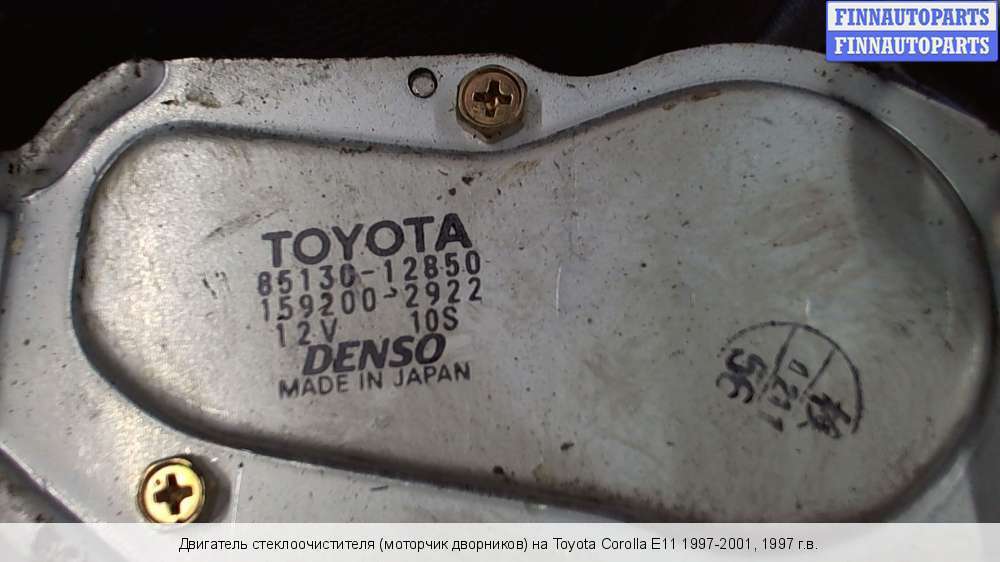 FINNAUTOPARTS
FINNAUTOPARTS
TOYOTA
85130-12850
159200-2922
12V 10S
DENSO
MADE IN JAPAN
Двигатель стеклоочистителя (моторчик дворников) на Toyota Corolla E11 1997-2001, 1997 г.в.